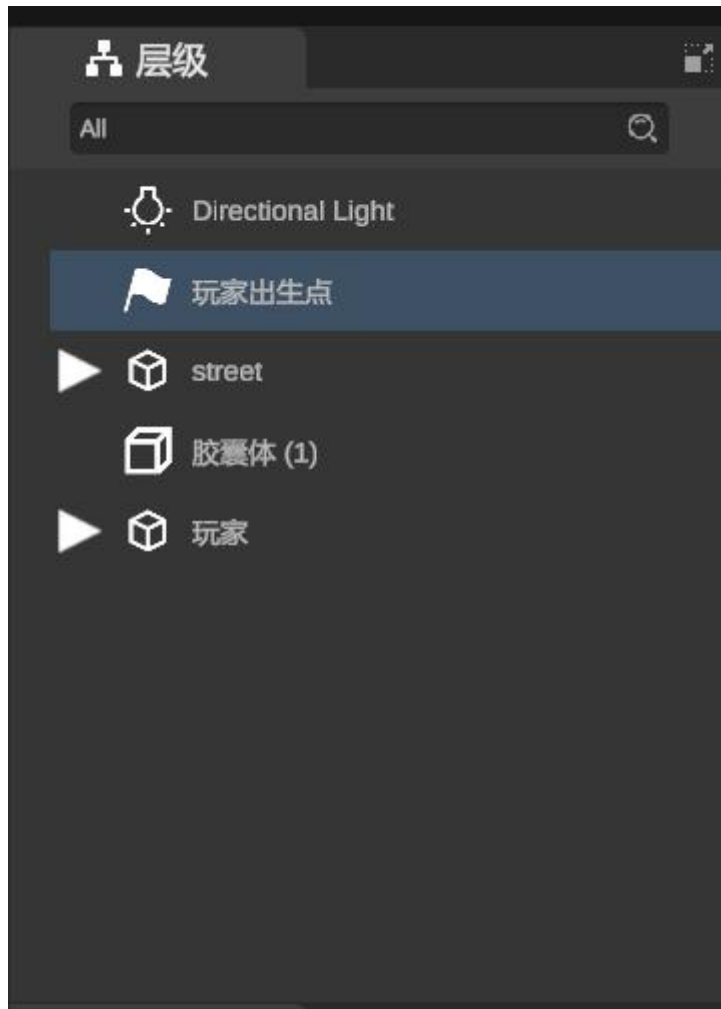 层级
All
Directional Light
玩家出生点
street
胶囊体 (1)
玩家